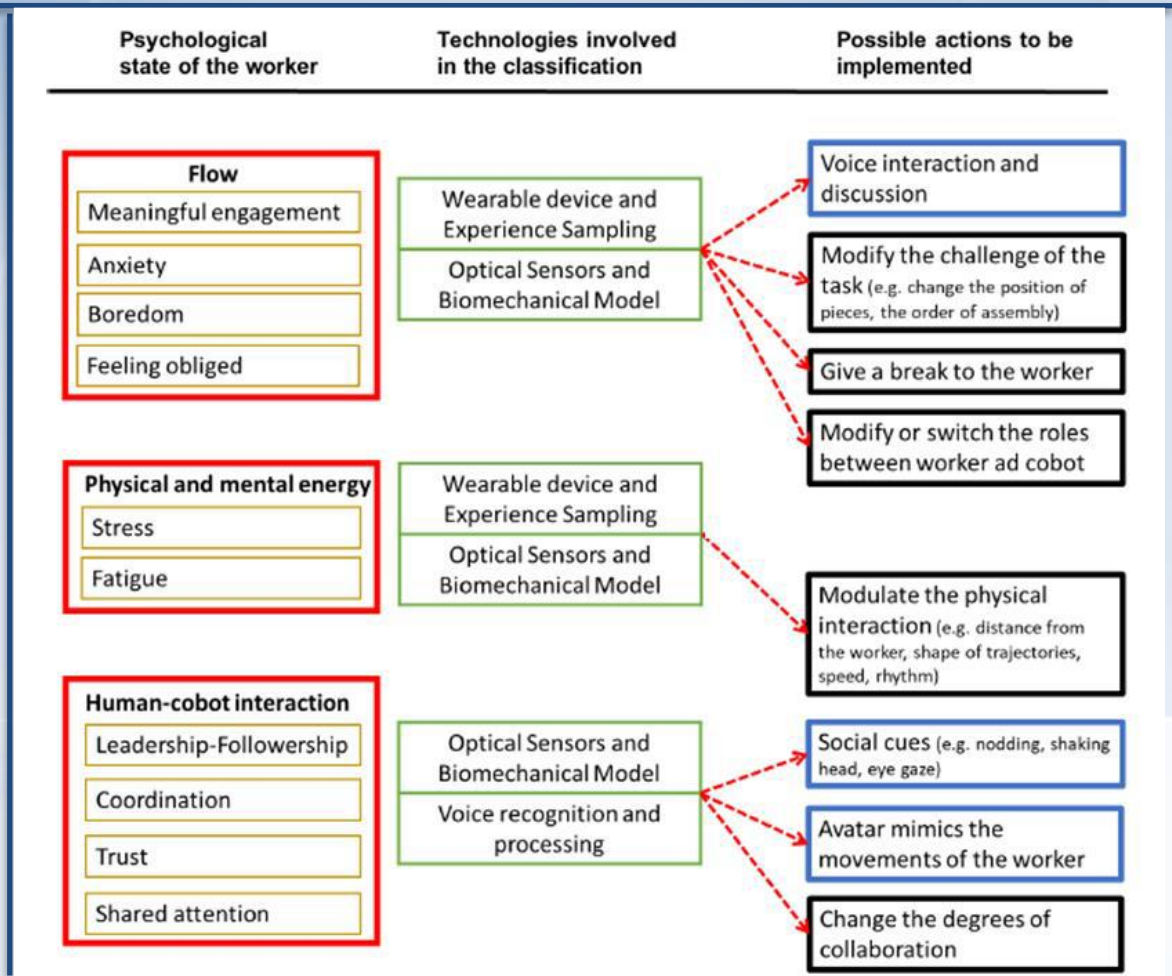 Psychological
state of the worker
Technologies involved
in the classification
Possible actions to be
implemented
Flow
Meaningful engagement
Anxiety
Boredom
Feeling obliged
Wearable device and
Experience Sampling
Optical Sensors and
Biomechanical Model
Voice interaction and
discussion
Modify the challenge of the
task (e.g. change the position of
pieces, the order of assembly)
Give a break to the worker
Modify or switch the roles
between worker ad cobot
Physical and mental energy
Stress
Fatigue
Wearable device and
Experience Sampling
Optical Sensors and
Biomechanical Model
Modulate the physical
interaction (e.g. distance from
the worker, shape of trajectories,
speed, rhythm)
Human-cobot interaction
Leadership-Followership
Coordination
Trust
Shared attention
Optical Sensors and
Biomechanical Model
Voice recognition and
processing
Social cues (e.g. nodding, shaking
head, eye gaze)
Avatar mimics the
movements of the worker
Change the degrees of
collaboration